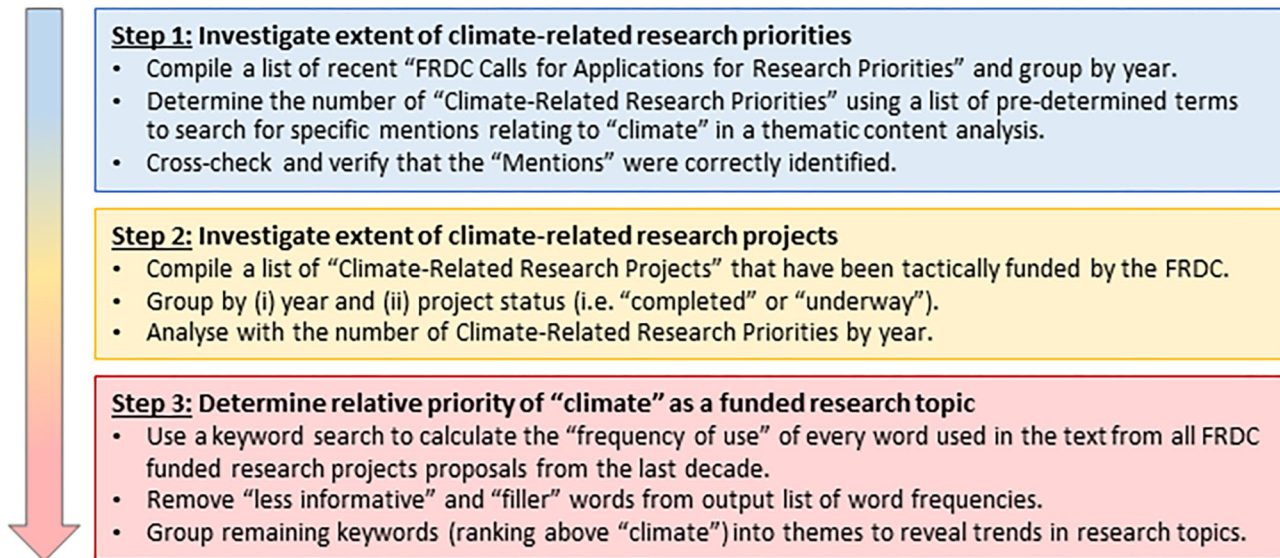 Step 1: Investigate extent of climate-related research priorities
• Compile a list of recent “FRDC Calls for Applications for Research Priorities” and group by year.
• Determine the number of “Climate-Related Research Priorities” using a list of pre-determined terms
to search for specific mentions relating to “climate” in a thematic content analysis.
• Cross-check and verify that the “Mentions” were correctly identified.
Step 2: Investigate extent of climate-related research projects
• Compile a list of “Climate-Related Research Projects” that have been tactically funded by the FRDC.
• Group by (i) year and (ii) project status (i.e. “completed” or “underway”).
• Analyse with the number of Climate-Related Research Priorities by year.
Step 3: Determine relative priority of “climate” as a funded research topic
• Use a keyword search to calculate the “frequency of use” of every word used in the text from all FRDC
funded research projects proposals from the last decade.
• Remove “less informative” and “filler” words from output list of word frequencies.
• Group remaining keywords (ranking above “climate”) into themes to reveal trends in research topics.